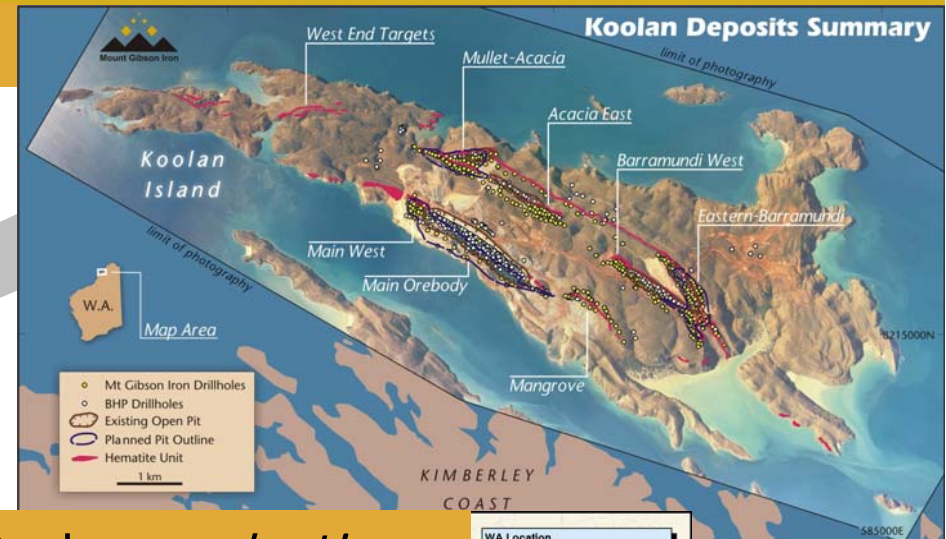 Koolan Deposits Summary
Mount Gibson Iron
West End Targets
limit of photography
Mullet-Acacia
Acacia East
Koolan
Island
Barramundi West
Eastern-Barramundi
limit of photography
Main West
Main Orebody
W.A.
Map Area
8215000N
Mangrove
Mt Gibson Iron Drillholes
BHP Drillholes
Existing Open Pit
Planned Pit Outline
Hematite Unit
1 km
KIMBERLEY
COAST
585000E
WA Location